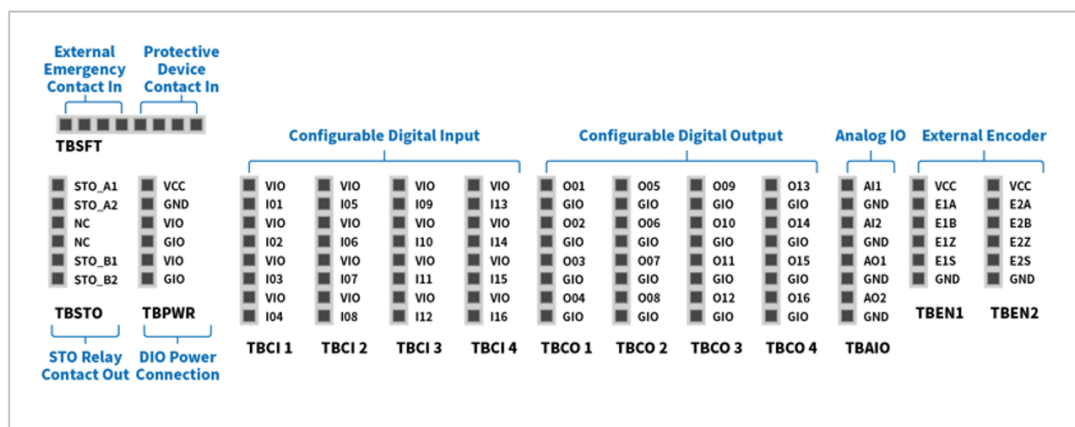 External
Emergency
Contact In
Protective
Device
Contact In
TBSFT
Configurable Digital Input
Configurable Digital Output
Analog IO
External Encoder
STO_A1
STO_A2
NC
NC
STO_B1
STO_B2
TBSTO
STO Relay
Contact Out
VCC
GND
VIO
GIO
VIO
GIO
TBPWR
DIO Power
Connection
VIO
I01
VIO
I02
VIO
I03
VIO
I04
TBCI 1
VIO
I05
VIO
I06
VIO
I07
VIO
I08
TBCI 2
VIO
I09
VIO
I10
VIO
I11
VIO
I12
TBCI 3
VIO
I13
VIO
I14
VIO
I15
VIO
I16
TBCI 4
O01
GIO
O02
GIO
O03
GIO
O04
GIO
TBCO 1
O05
GIO
O06
GIO
O07
GIO
O08
GIO
TBCO 2
O09
GIO
O10
GIO
O11
GIO
O12
GIO
TBCO 3
O13
GIO
O14
GIO
O15
GIO
O16
GIO
TBCO 4
AI1
GND
AI2
GND
AO1
GND
AO2
GND
TBAIO
VCC
E1A
E1B
E1Z
E1S
GND
TBEN1
VCC
E2A
E2B
E2Z
E2S
GND
TBEN2